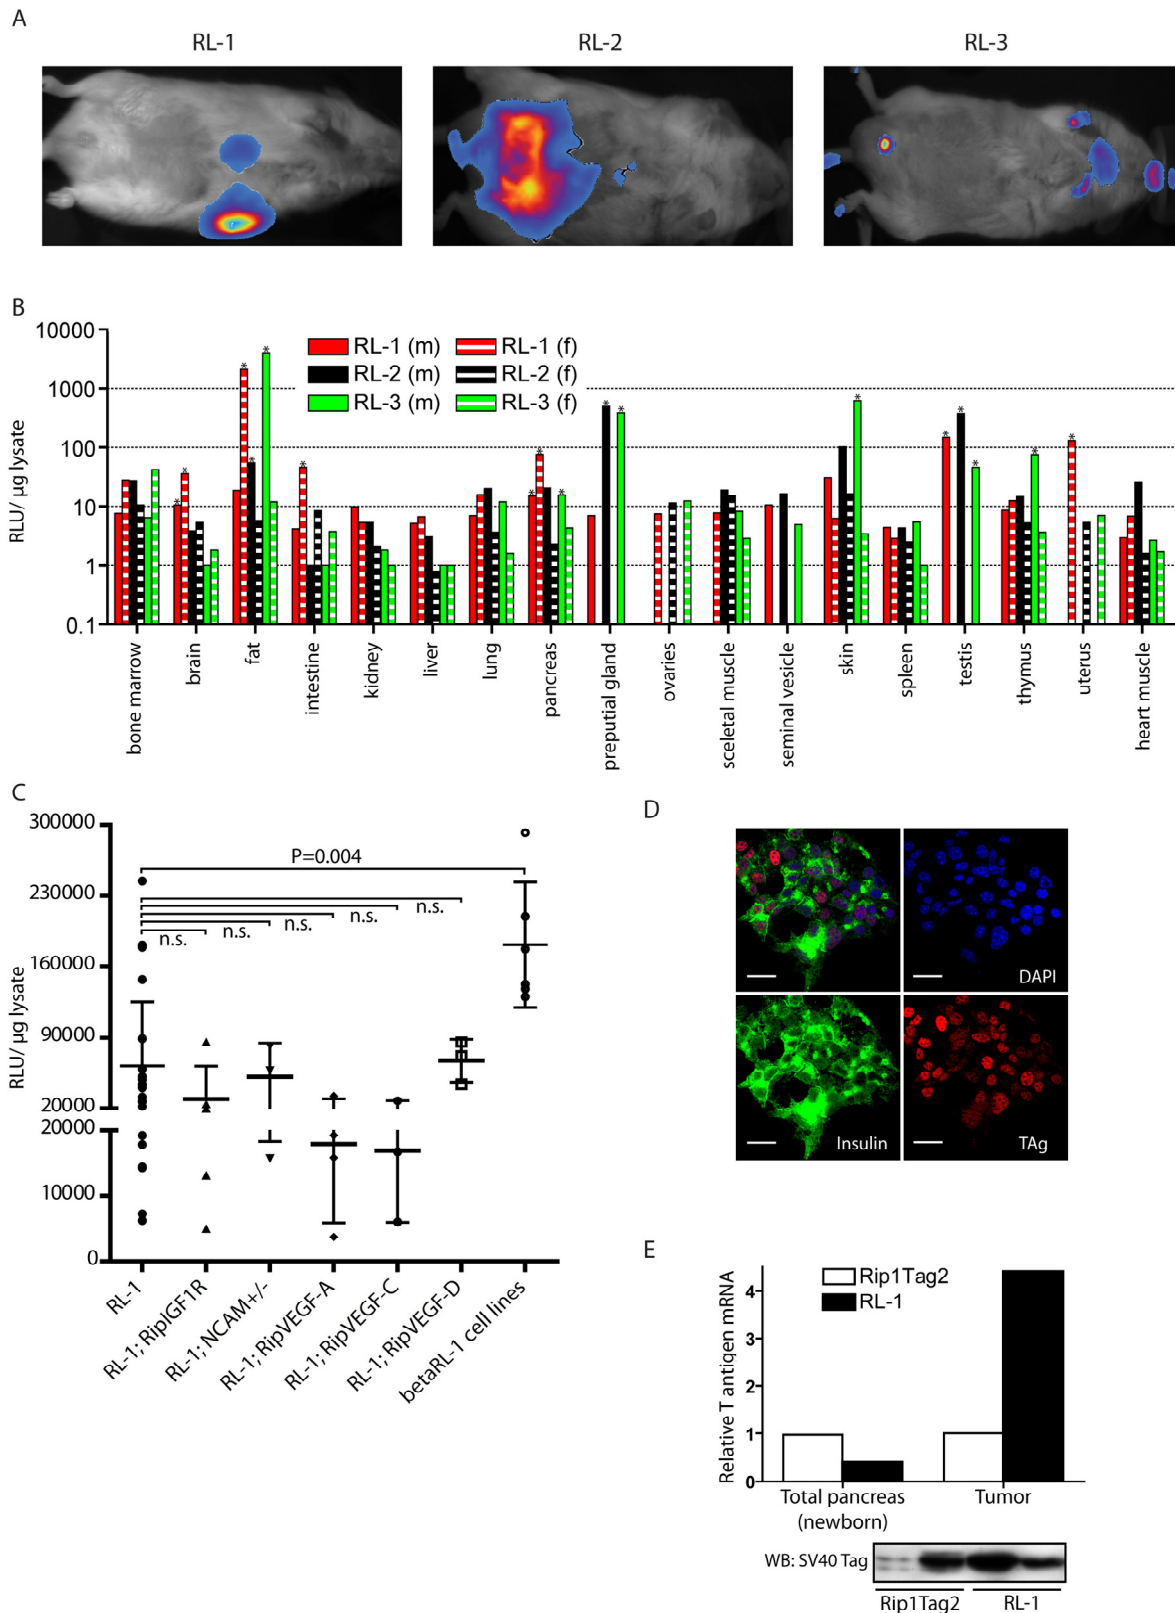 A
RL-1 RL-2 RL-3
B
10000
1000
100
10
1
0.1
RLU/ µg lysate
RL-1 (m) RL-1 (f)
RL-2 (m) RL-2 (f)
RL-3 (m) RL-3 (f)
* * * * * * * * * * * * * * * * *
bone marrow
brain
fat
intestine
kidney
liver
lung
pancreas
preputial gland
ovaries
sceletal muscle
seminal vesicle
skin
spleen
testis
thymus
uterus
heart muscle
C
300000
230000
160000
90000
20000
20000
10000
0
RLU/ µg lysate
P=0.004
n.s. n.s. n.s. n.s. n.s.
RL-1
RL-1; RipIGF1R
RL-1; NCAM+/-
RL-1; RipVEGF-A
RL-1; RipVEGF-C
RL-1; RipVEGF-D
betaRL-1 cell lines
D
DAPI
Insulin TAg
E
Rip1Tag2
RL-1
Relative T antigen mRNA
4
4
2
1
0
Total pancreas Tumor
(newborn)
WB: SV40 Tag
Rip1Tag2 RL-1